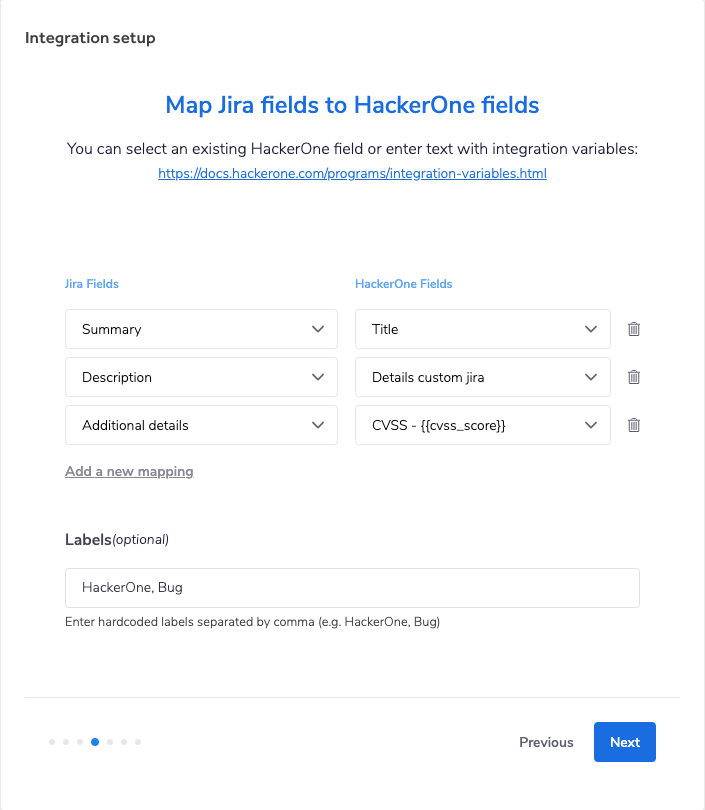 Integration setup
Map Jira fields to HackerOne fields
You can select an existing HackerOne field or enter text with integration variables:
https://docs.hackerone.com/programs/integration-variables.html
Jira Fields HackerOne Fields
Summary Title
Description Details custom jira
Additional details CVSS - {{cvss_score}}
Add a new mapping
Labels(optional)
HackerOne, Bug
Enter hardcoded labels separated by comma (e.g. HackerOne, Bug)
Previous Next